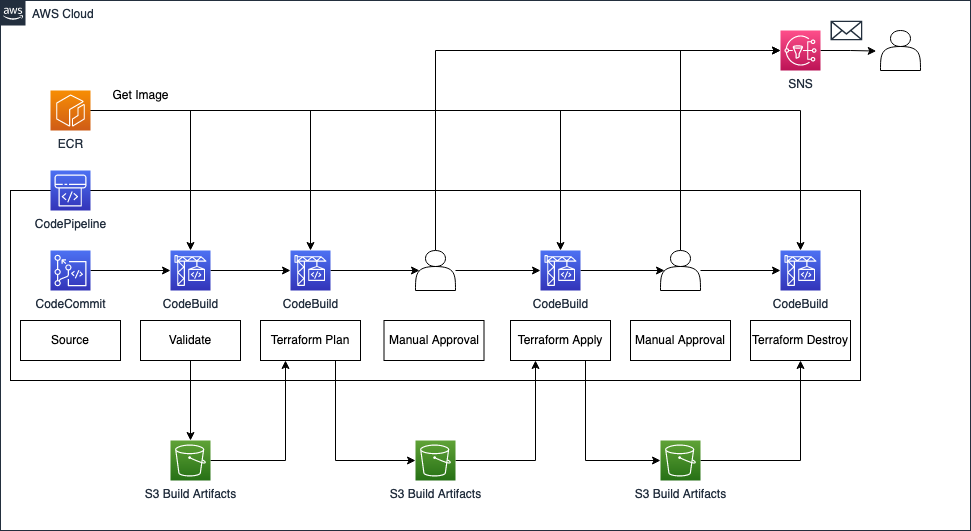 aws
AWS Cloud
SNS
Get Image
ECR
CodePipeline
CodeCommit
CodeBuild
CodeBuild
CodeBuild
CodeBuild
Source
Validate
Terraform Plan
Manual Approval
Terraform Apply
Manual Approval
Terraform Destroy
S3 Build Artifacts
S3 Build Artifacts
S3 Build Artifacts